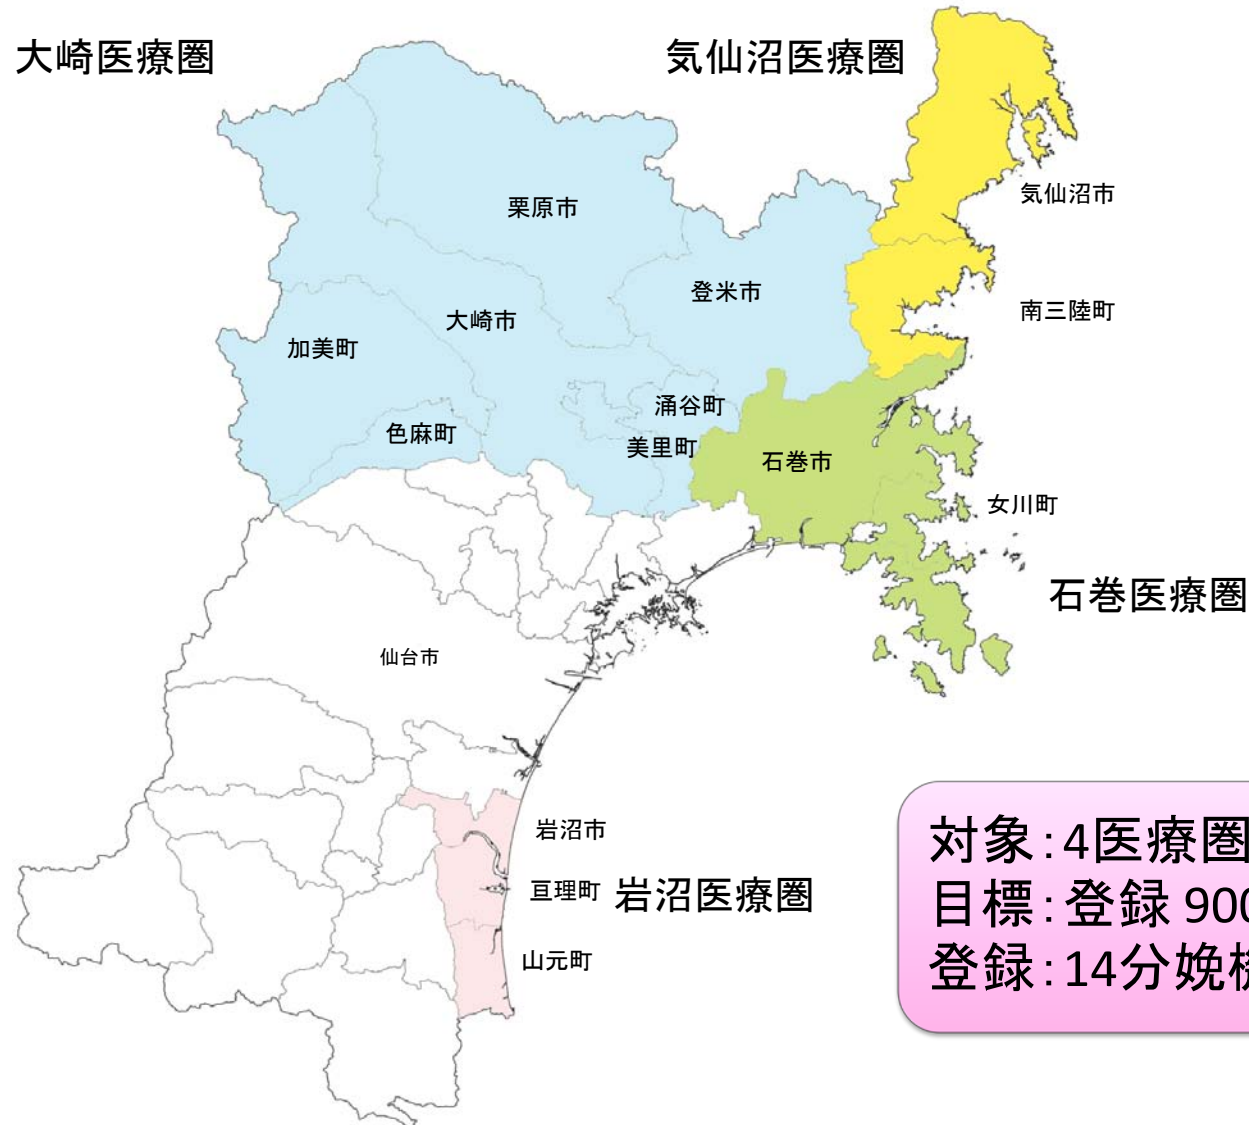 大崎医療圏
気仙沼医療圏
気仙沼市
栗原市
登米市
南三陸町
大崎市
加美町
涌谷町
色麻町
美里町
石巻市
女川町
石巻医療圏
仙台市
岩沼市
亘理町
岩沼医療圏
山元町
対象:4医療圏
目標:登録 900
登録:14分娩機